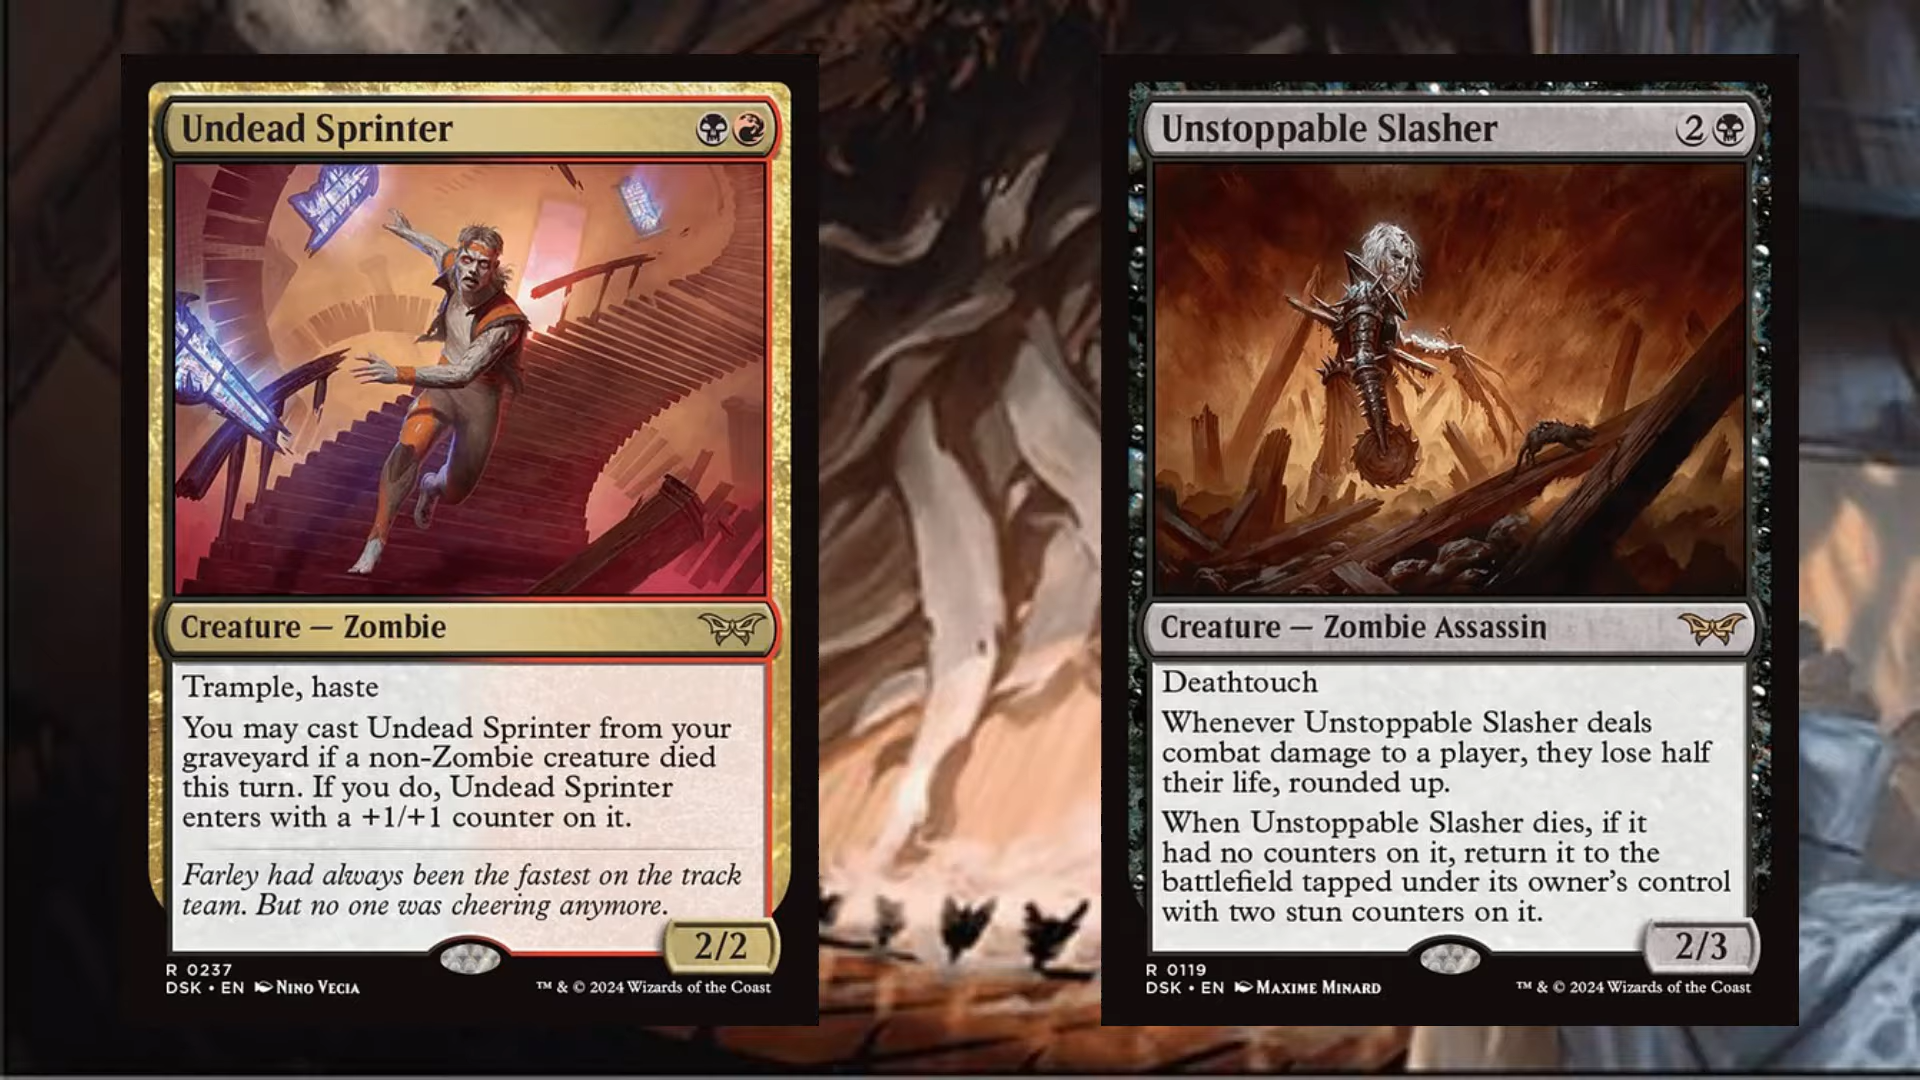 Undead Sprinter
Creature — Zombie
Trample, haste
You may cast Undead Sprinter from your
graveyard if a non-Zombie creature died
this turn. If you do, Undead Sprinter
enters with a +1/+1 counter on it.
Farley had always been the fastest on the track
team. But no one was cheering anymore.
2/2
R 0237
DSK • EN NINO VECIA
™ & © 2024 Wizards of the Coast
Unstoppable Slasher 2
Creature — Zombie Assassin
Deathtouch
Whenever Unstoppable Slasher deals
combat damage to a player, they lose half
their life, rounded up.
When Unstoppable Slasher dies, if it
had no counters on it, return it to the
battlefield tapped under its owner's control
with two stun counters on it.
2/3
R 0119
DSK • EN MAXIME MINARD
™ & © 2024 Wizards of the Coast